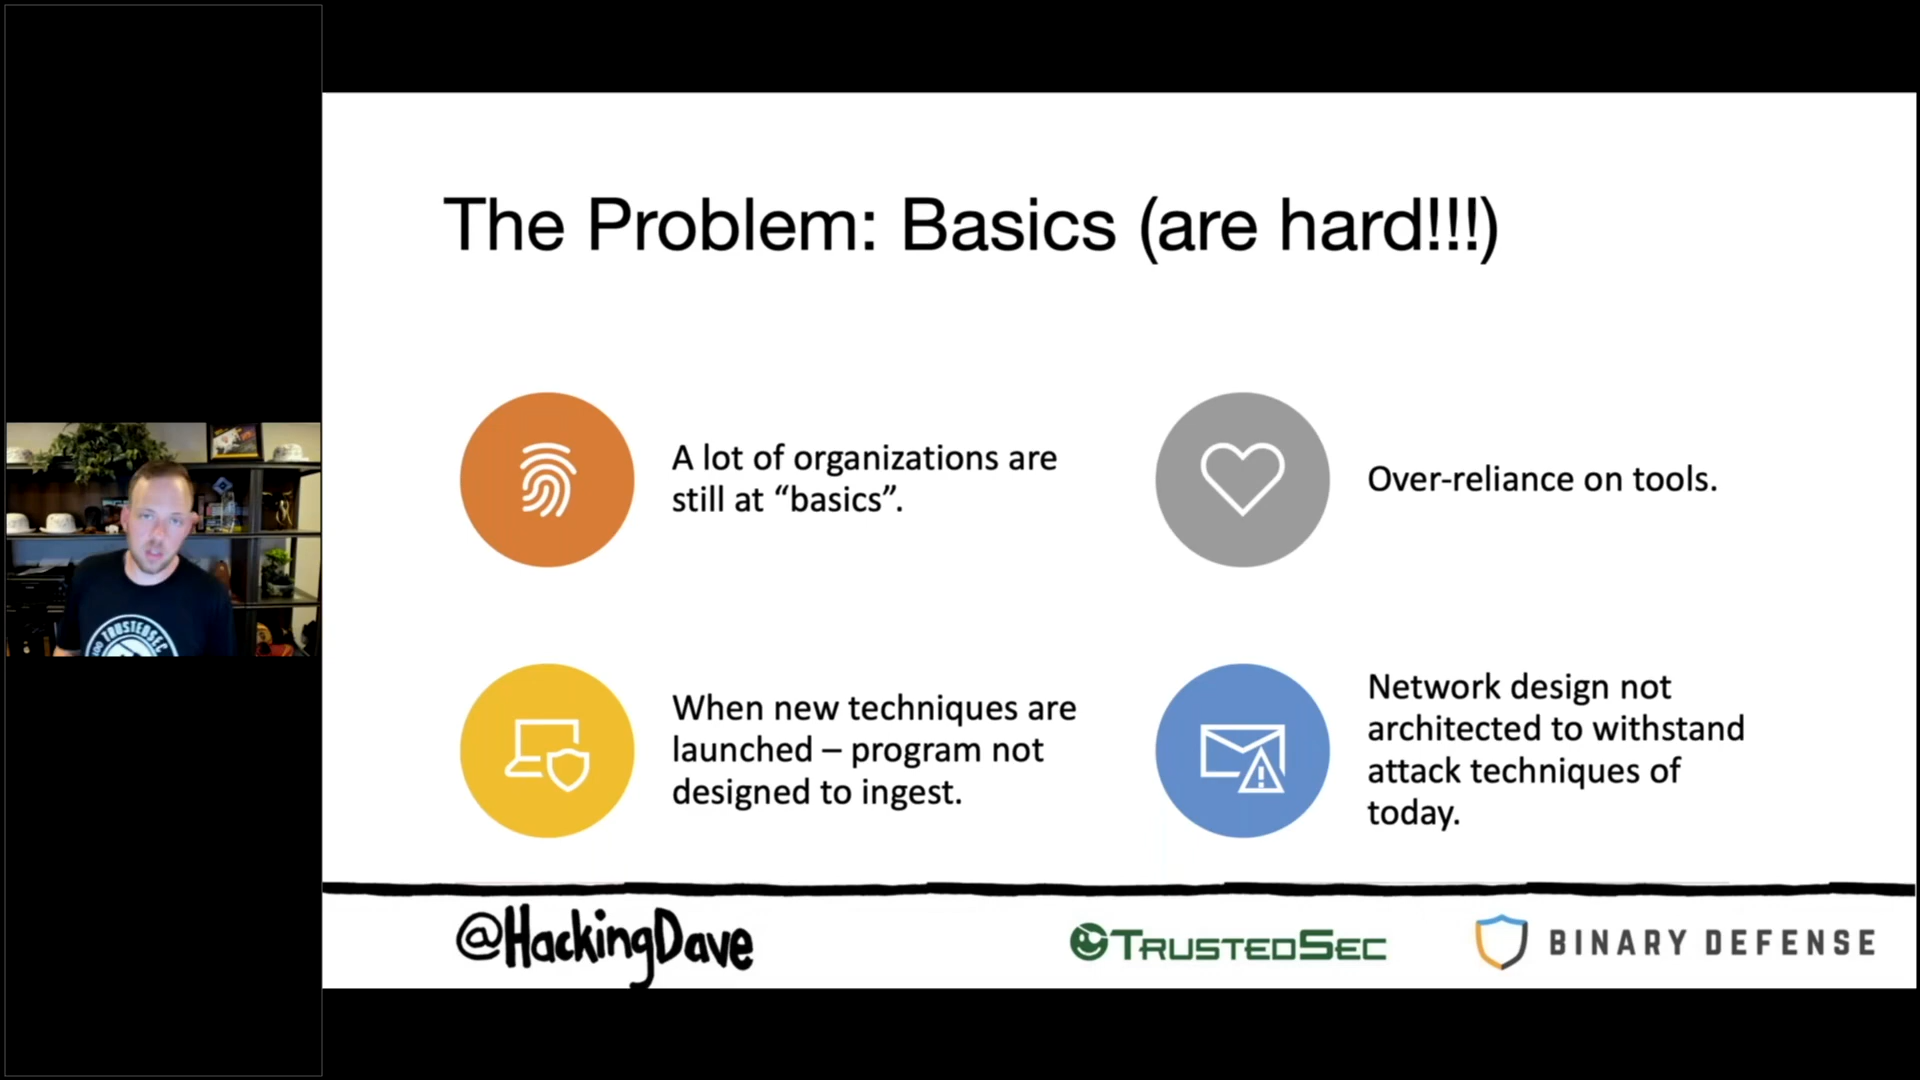 The Problem: Basics (are hard!!!)
A lot of organizations are
still at “basics”.
Over-reliance on tools.
When new techniques are
launched – program not
designed to ingest.
Network design not
architected to withstand
attack techniques of
today.
@HackingDave
TRUSTEDSEC
BINARY DEFENSE
TRUSTEDSEC